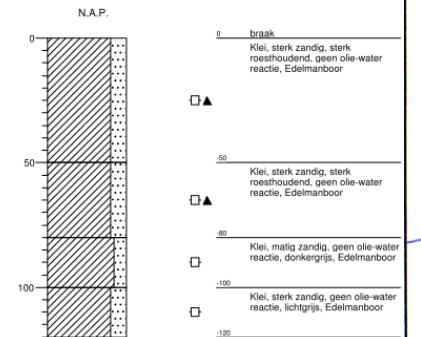 N.A.P.
0
0
braak
Klei, sterk zandig, sterk
roesthoudend, geen olie-water
reactie, Edelmanboor
50
-50
Klei, sterk zandig, sterk
roesthoudend, geen olie-water
reactie, Edelmanboor
-80
Klei, matig zandig, geen olie-water
reactie, donkergrijs, Edelmanboor
100
-100
Klei, sterk zandig, geen olie-water
reactie, lichtgrijs, Edelmanboor
-120